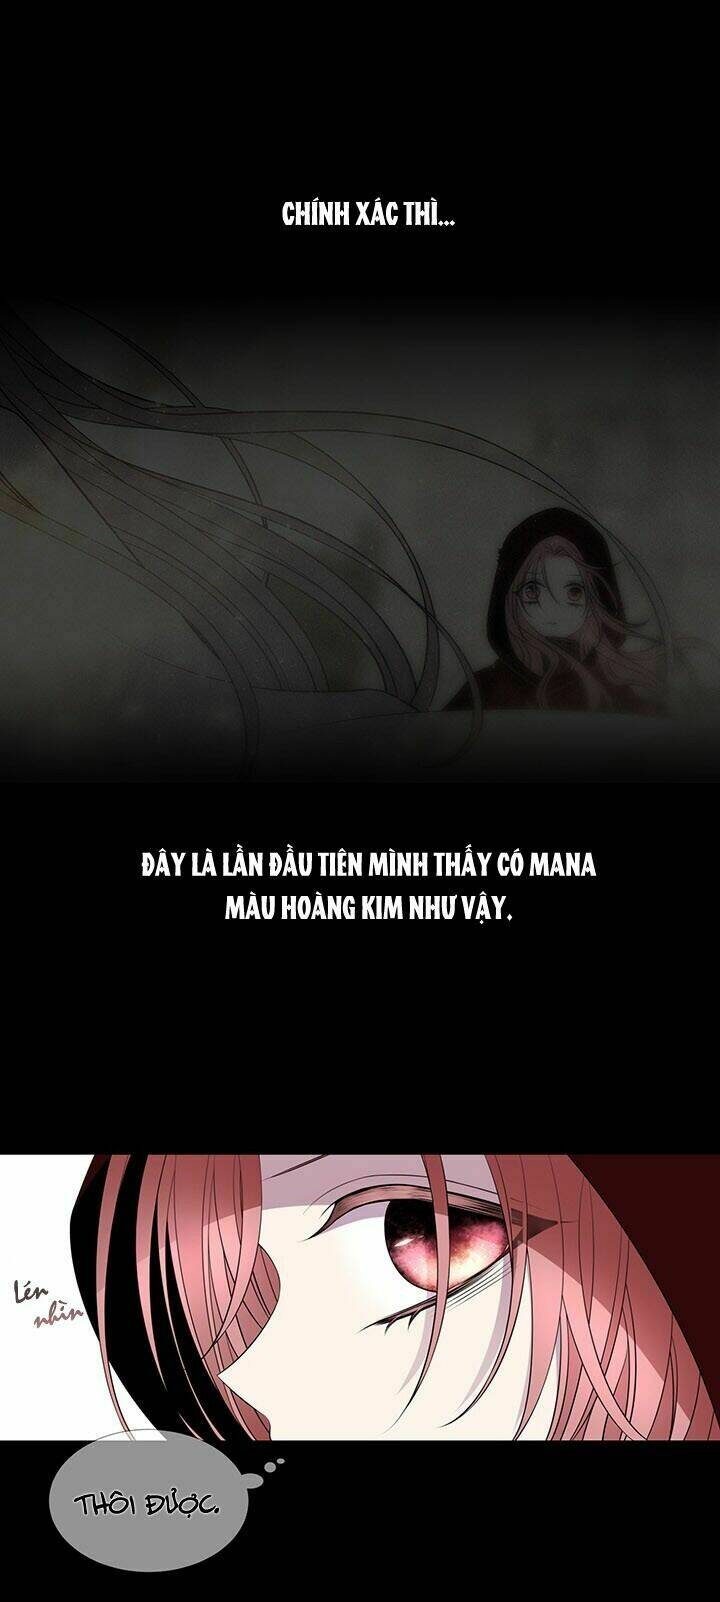 CHÍNH XÁC THÌ...
ĐÂY LÀ LẦN ĐẦU TIÊN MÌNH THẤY CÓ MANA
MÀU HOÀNG KIM NHƯ VẬY.
Lén
nhìn
THÔI ĐƯỢC.